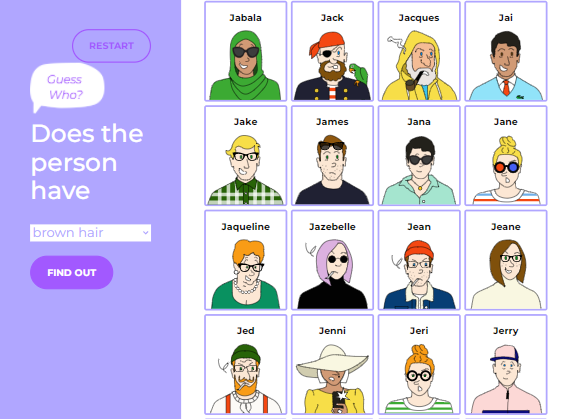 RESTART
Guess
Who?
Does the
person
have
brown hair
FIND OUT
Jabala
Jack
Jacques
Jai
Jake
James
Jana
Jane
Jaqueline
Jazebelle
Jean
Jeane
Jed
Jenni
Jeri
Jerry